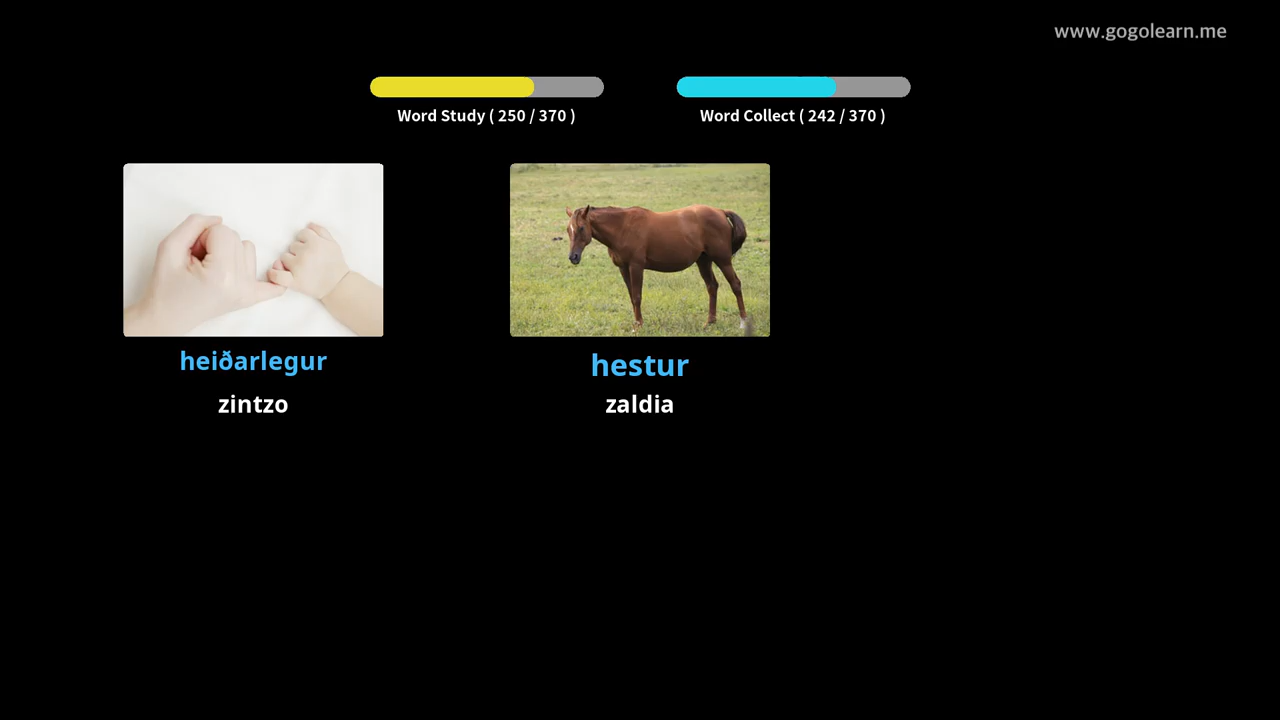 www.gogolearn.me
Word Study ( 250 / 370 )
Word Collect ( 242 / 370 )
heiðarlegur
hestur
zintzo
zaldia